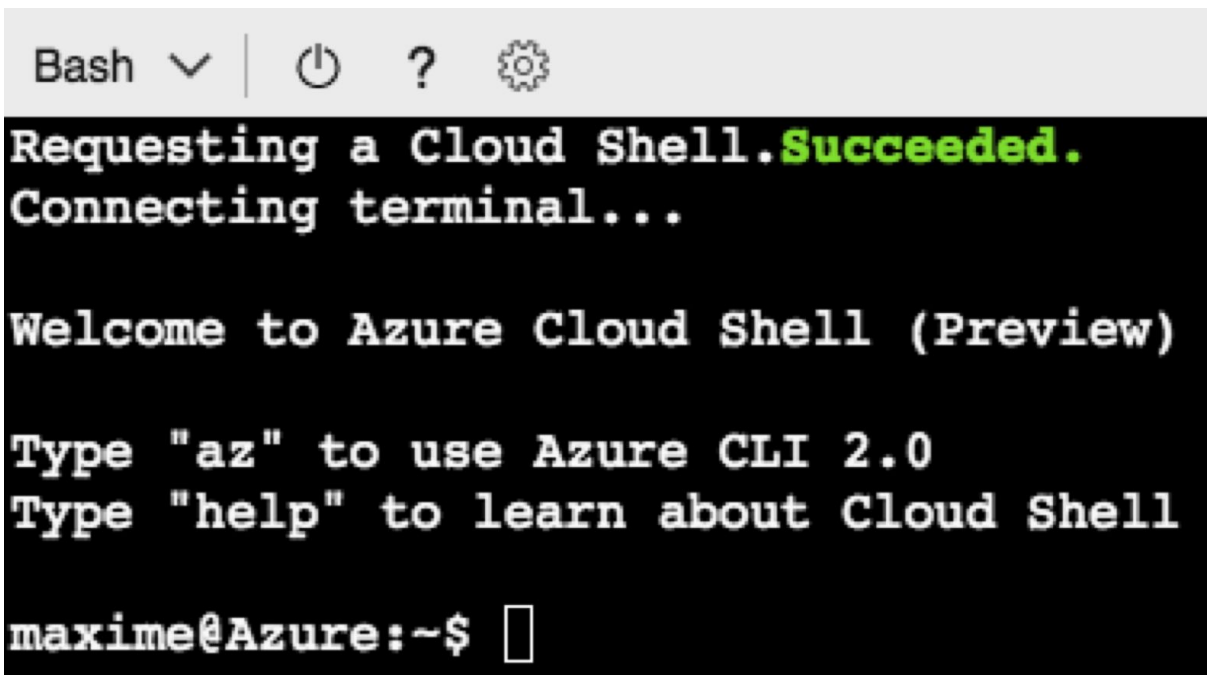 Bash
?
Requesting a Cloud Shell.Succeeded.
Connecting terminal...
Welcome to Azure Cloud Shell (Preview)
Type "az" to use Azure CLI 2.0
Type "help" to learn about Cloud Shell
maxime@Azure:~$